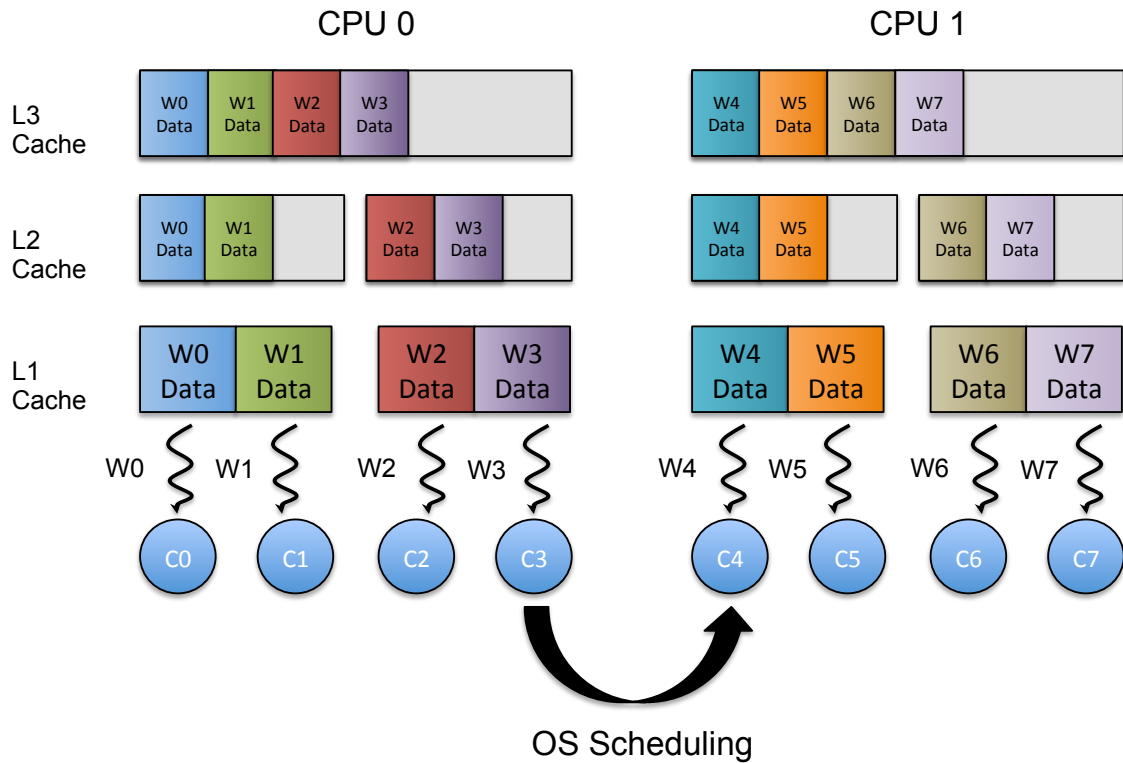 CPU 0
CPU 1
L3
Cache
W0
Data
W1
Data
W2
Data
W3
Data
W4
Data
W5
Data
W6
Data
W7
Data
L2
Cache
W0
Data
W1
Data
W2
Data
W3
Data
W4
Data
W5
Data
W6
Data
W7
Data
L1
Cache
W0
Data
W1
Data
W2
Data
W3
Data
W4
Data
W5
Data
W6
Data
W7
Data
W0
W1
W2
W3
W4
W5
W6
W7
C0
C1
C2
C3
C4
C5
C6
C7
OS Scheduling